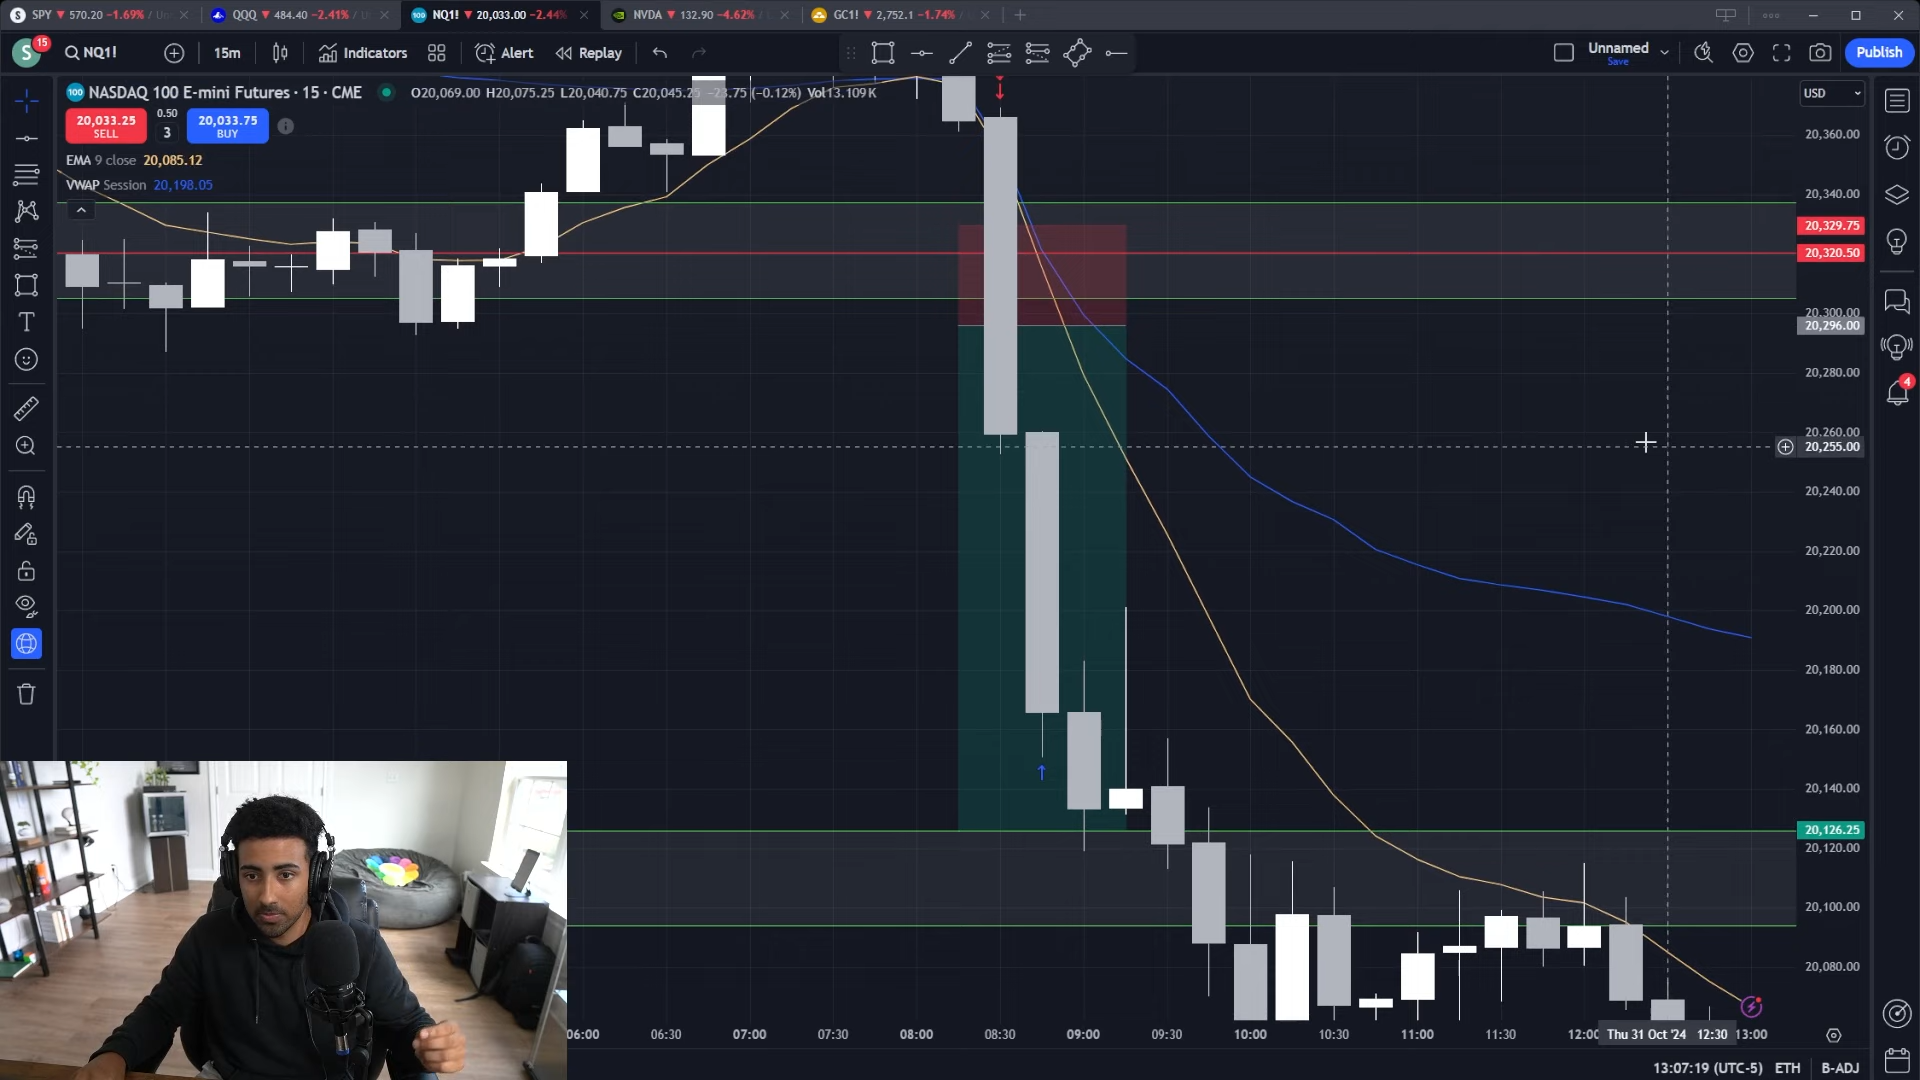 S SPY ▼ 570.20 −1.69% / Un
QQQ ▼ 484.40 −2.41% / U
100 NQ1! ▼ 20,033.00 −2.44%
NVDA ▼ 132.90 −4.62% /
GC1! ▼ 2,752.1 −1.74% /
S 15 NQ1! 15m Indicators Alert Replay
Unnamed
Save
Publish
100 NASDAQ 100 E-mini Futures · 15 · CME O20,069.00 H20,075.25 L20,040.75 C20,045.25 −23.75 (−0.12%) Vol13.109K
USD
20,033.25
SELL
0.50
3
20,033.75
BUY
EMA 9 close 20,085.12
VWAP Session 20,198.05
20,360.00
20,340.00
20,329.75
20,320.50
20,300.00
20,296.00
20,280.00
20,260.00
20,255.00
20,240.00
20,220.00
20,200.00
20,180.00
20,160.00
20,140.00
20,126.25
20,120.00
20,100.00
20,080.00
4
06:00 06:30 07:00 07:30 08:00 08:30 09:00 09:30 10:00 10:30 11:00 11:30 12:00 Thu 31 Oct '24 12:30 13:00
13:07:19 (UTC-5) ETH B-ADJ